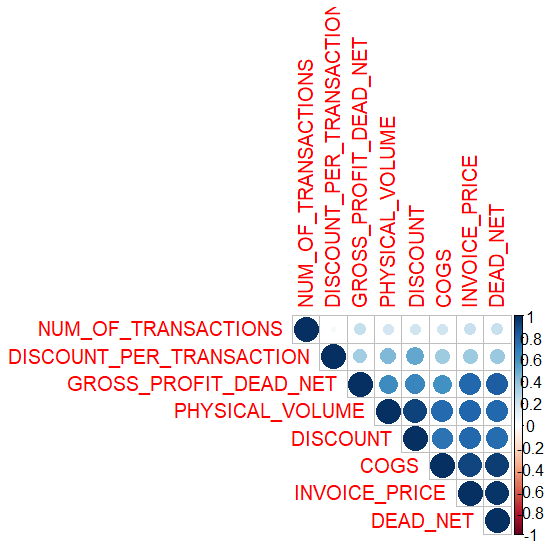 NUM_OF_TRANSACTIONS
DISCOUNT_PER_TRANSACTION
GROSS_PROFIT_DEAD_NET
PHYSICAL_VOLUME
DISCOUNT
COGS
INVOICE_PRICE
DEAD_NET
NUM_OF_TRANSACTIONS
DISCOUNT_PER_TRANSACTION
GROSS_PROFIT_DEAD_NET
PHYSICAL_VOLUME
DISCOUNT
COGS
INVOICE_PRICE
DEAD_NET
1
0.8
0.6
0.4
0.2
0
-0.2
-0.4
-0.6
-0.8
-1